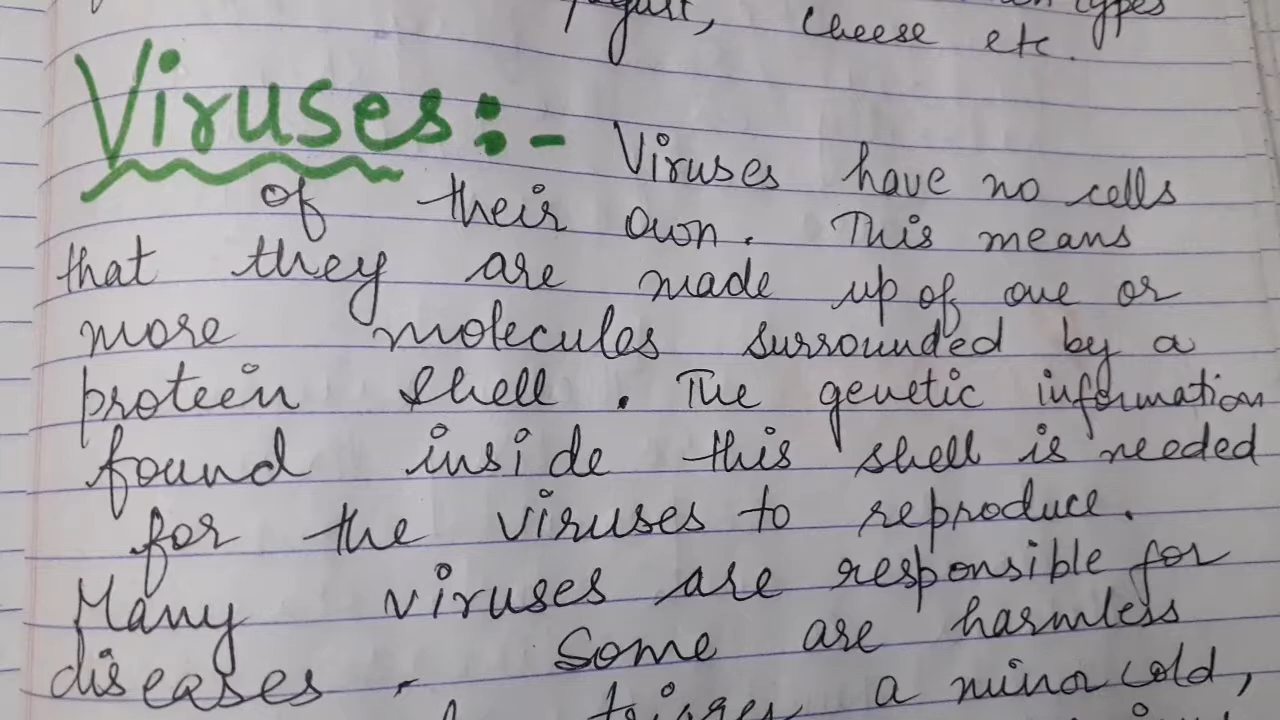 types
yogurt, cheese etc.
Viruses:- Viruses have no cells
of their own. This means
that they are made up of one or
more molecules surrounded by a
protein shell. The genetic information
found inside this shell is needed
for the viruses to reproduce.
Many viruses are responsible for
diseases. Some are harmless
a minor cold,